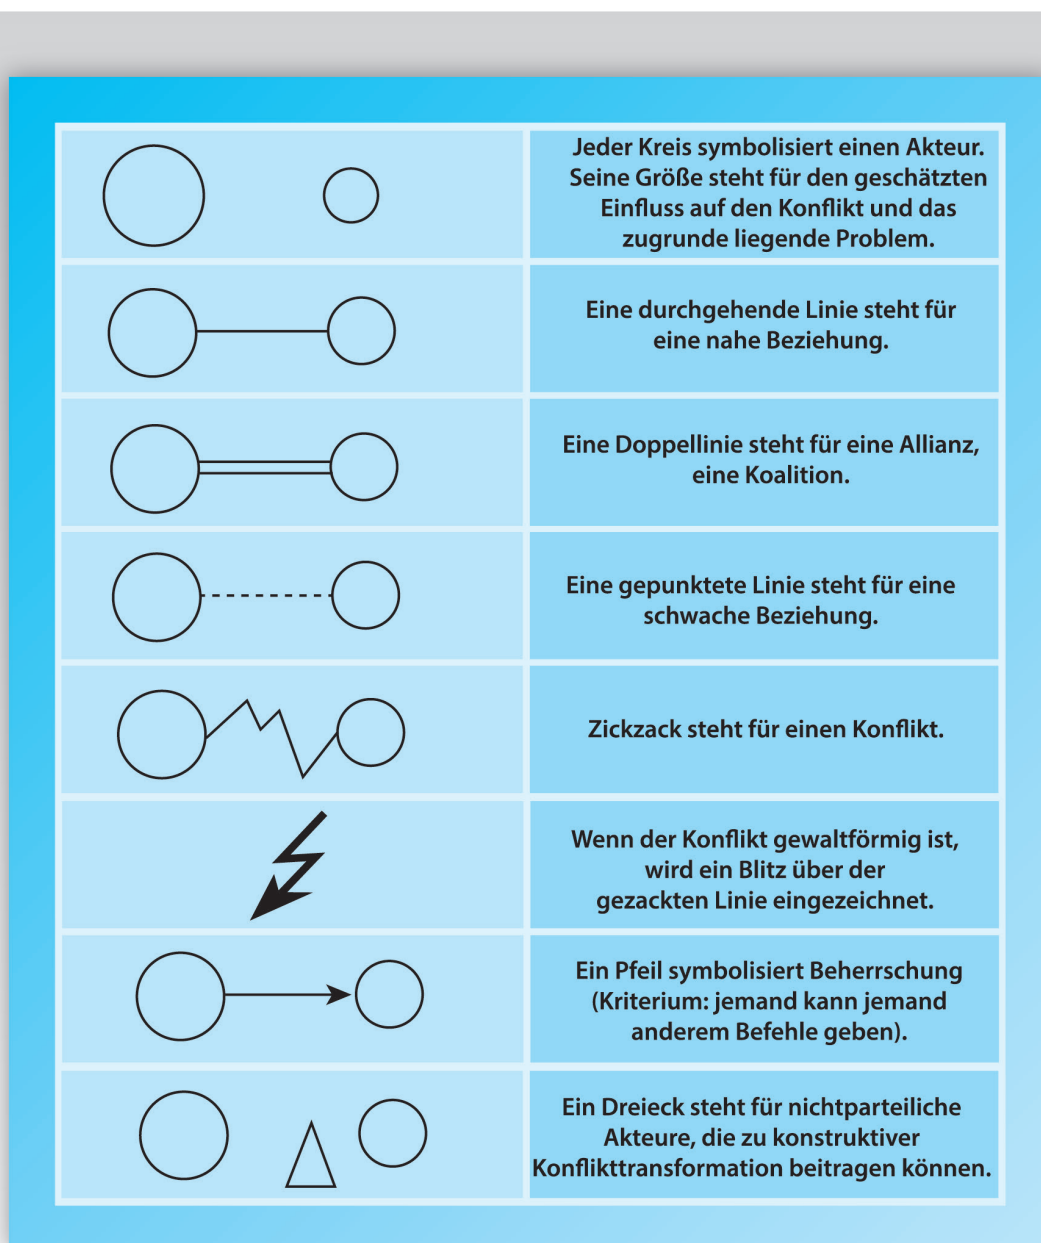 Jeder Kreis symbolisiert einen Akteur.
Seine Größe steht für den geschätzten
Einfluss auf den Konflikt und das
zugrunde liegende Problem.
Eine durchgehende Linie steht für
eine nahe Beziehung.
Eine Doppellinie steht für eine Allianz,
eine Koalition.
Eine gepunktete Linie steht für eine
schwache Beziehung.
Zickzack steht für einen Konflikt.
Wenn der Konflikt gewaltförmig ist,
wird ein Blitz über der
gezackten Linie eingezeichnet.
Ein Pfeil symbolisiert Beherrschung
(Kriterium: jemand kann jemand
anderem Befehle geben).
Ein Dreieck steht für nichtparteiliche
Akteure, die zu konstruktiver
Konflikttransformation beitragen können.